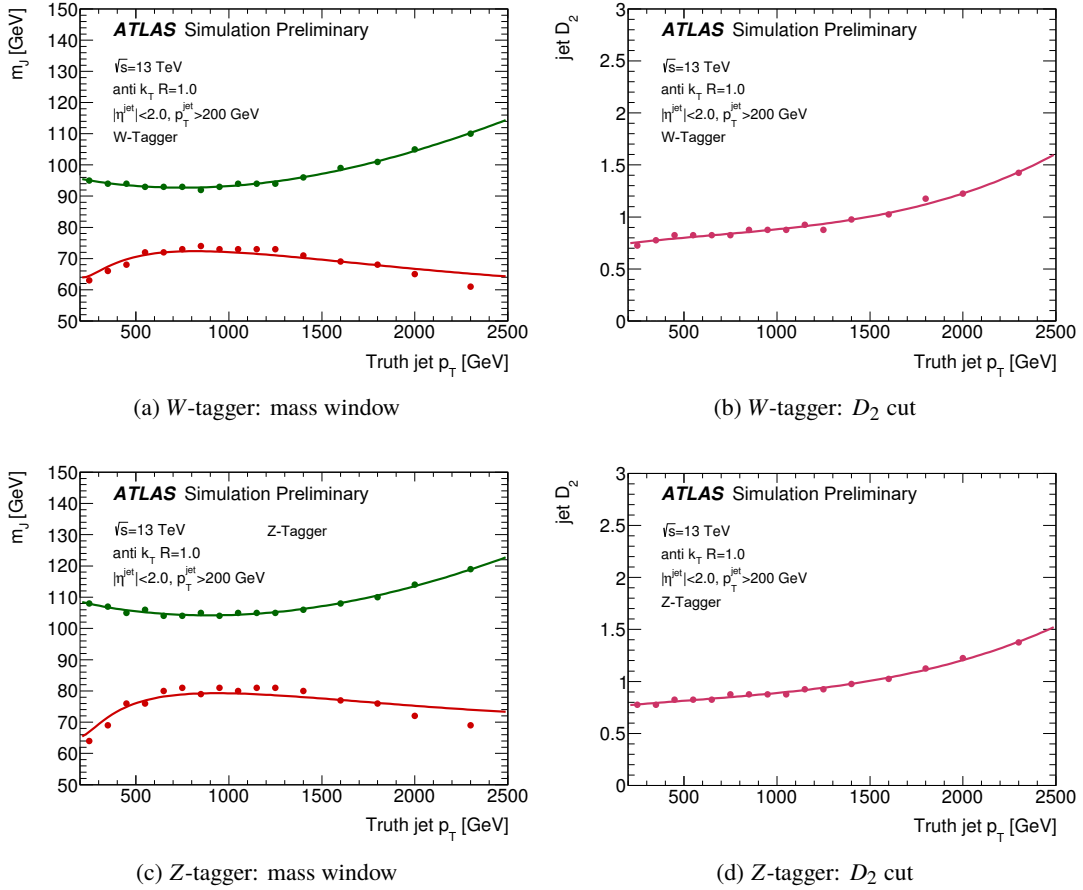 m_J [GeV]
150
140
130
120
110
100
90
80
70
60
50
ATLAS Simulation Preliminary
√s=13 TeV
anti k_T R=1.0
|η^jet|<2.0, p_T^jet>200 GeV
W-Tagger
500 1000 1500 2000 2500
Truth jet p_T [GeV]
(a) W-tagger: mass window
jet D_2
3
2.5
2
1.5
1
0.5
0
ATLAS Simulation Preliminary
√s=13 TeV
anti k_T R=1.0
|η^jet|<2.0, p_T^jet>200 GeV
W-Tagger
500 1000 1500 2000 2500
Truth jet p_T [GeV]
(b) W-tagger: D_2 cut
m_J [GeV]
150
140
130
120
110
100
90
80
70
60
50
ATLAS Simulation Preliminary
√s=13 TeV Z-Tagger
anti k_T R=1.0
|η^jet|<2.0, p_T^jet>200 GeV
500 1000 1500 2000 2500
Truth jet p_T [GeV]
(c) Z-tagger: mass window
jet D_2
3
2.5
2
1.5
1
0.5
0
ATLAS Simulation Preliminary
√s=13 TeV
anti k_T R=1.0
|η^jet|<2.0, p_T^jet>200 GeV
Z-Tagger
500 1000 1500 2000 2500
Truth jet p_T [GeV]
(d) Z-tagger: D_2 cut